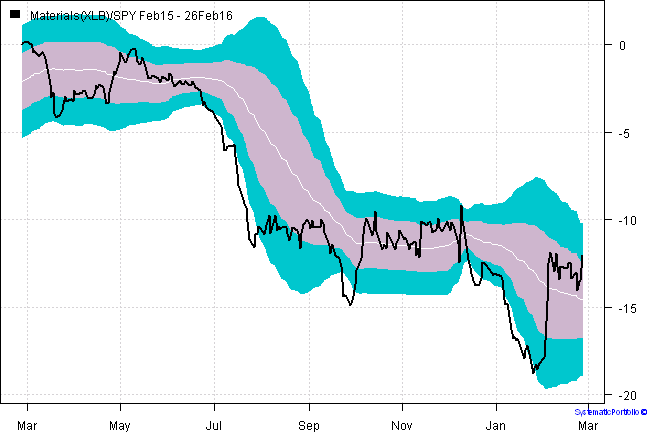 Materials(XLB)/SPY Feb15 - 26Feb16
0
-5
-10
-15
-20
Mar May Jul Sep Nov Jan Mar
SystematicPortfolio ©